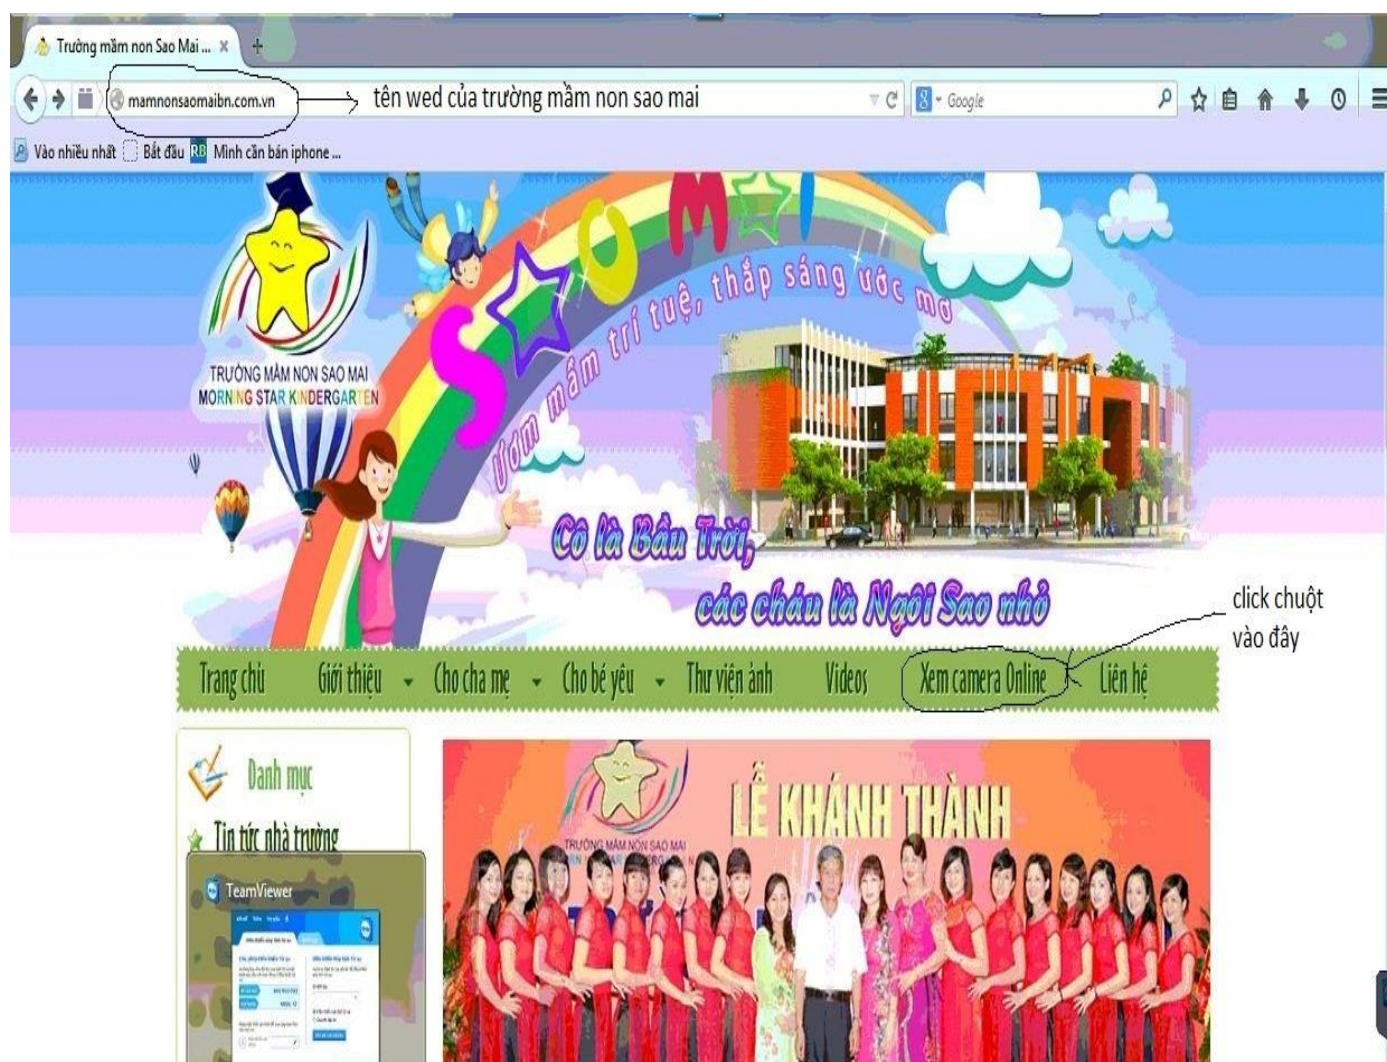 Trường mầm non Sao Mai ...
mamnonsaomaibn.com.vn
tên wed của trường mầm non sao mai
Google
Vào nhiều nhất
Bắt đầu
RB
Mình cần bán iphone ...
SAO MAI
Ươm mầm trí tuệ, thắp sáng ước mơ
TRƯỜNG MẦM NON SAO MAI
MORNING STAR KINDERGARTEN
Cô là Bầu Trời,
các cháu là Ngôi Sao nhỏ
click chuột
vào đây
Trang chủ
Giới thiệu
Cho cha mẹ
Cho bé yêu
Thư viện ảnh
Videos
Xem camera Online
Liên hệ
Danh mục
Tin tức nhà trường
TeamViewer
LỄ KHÁNH THÀNH
TRƯỜNG MẦM NON SAO MAI